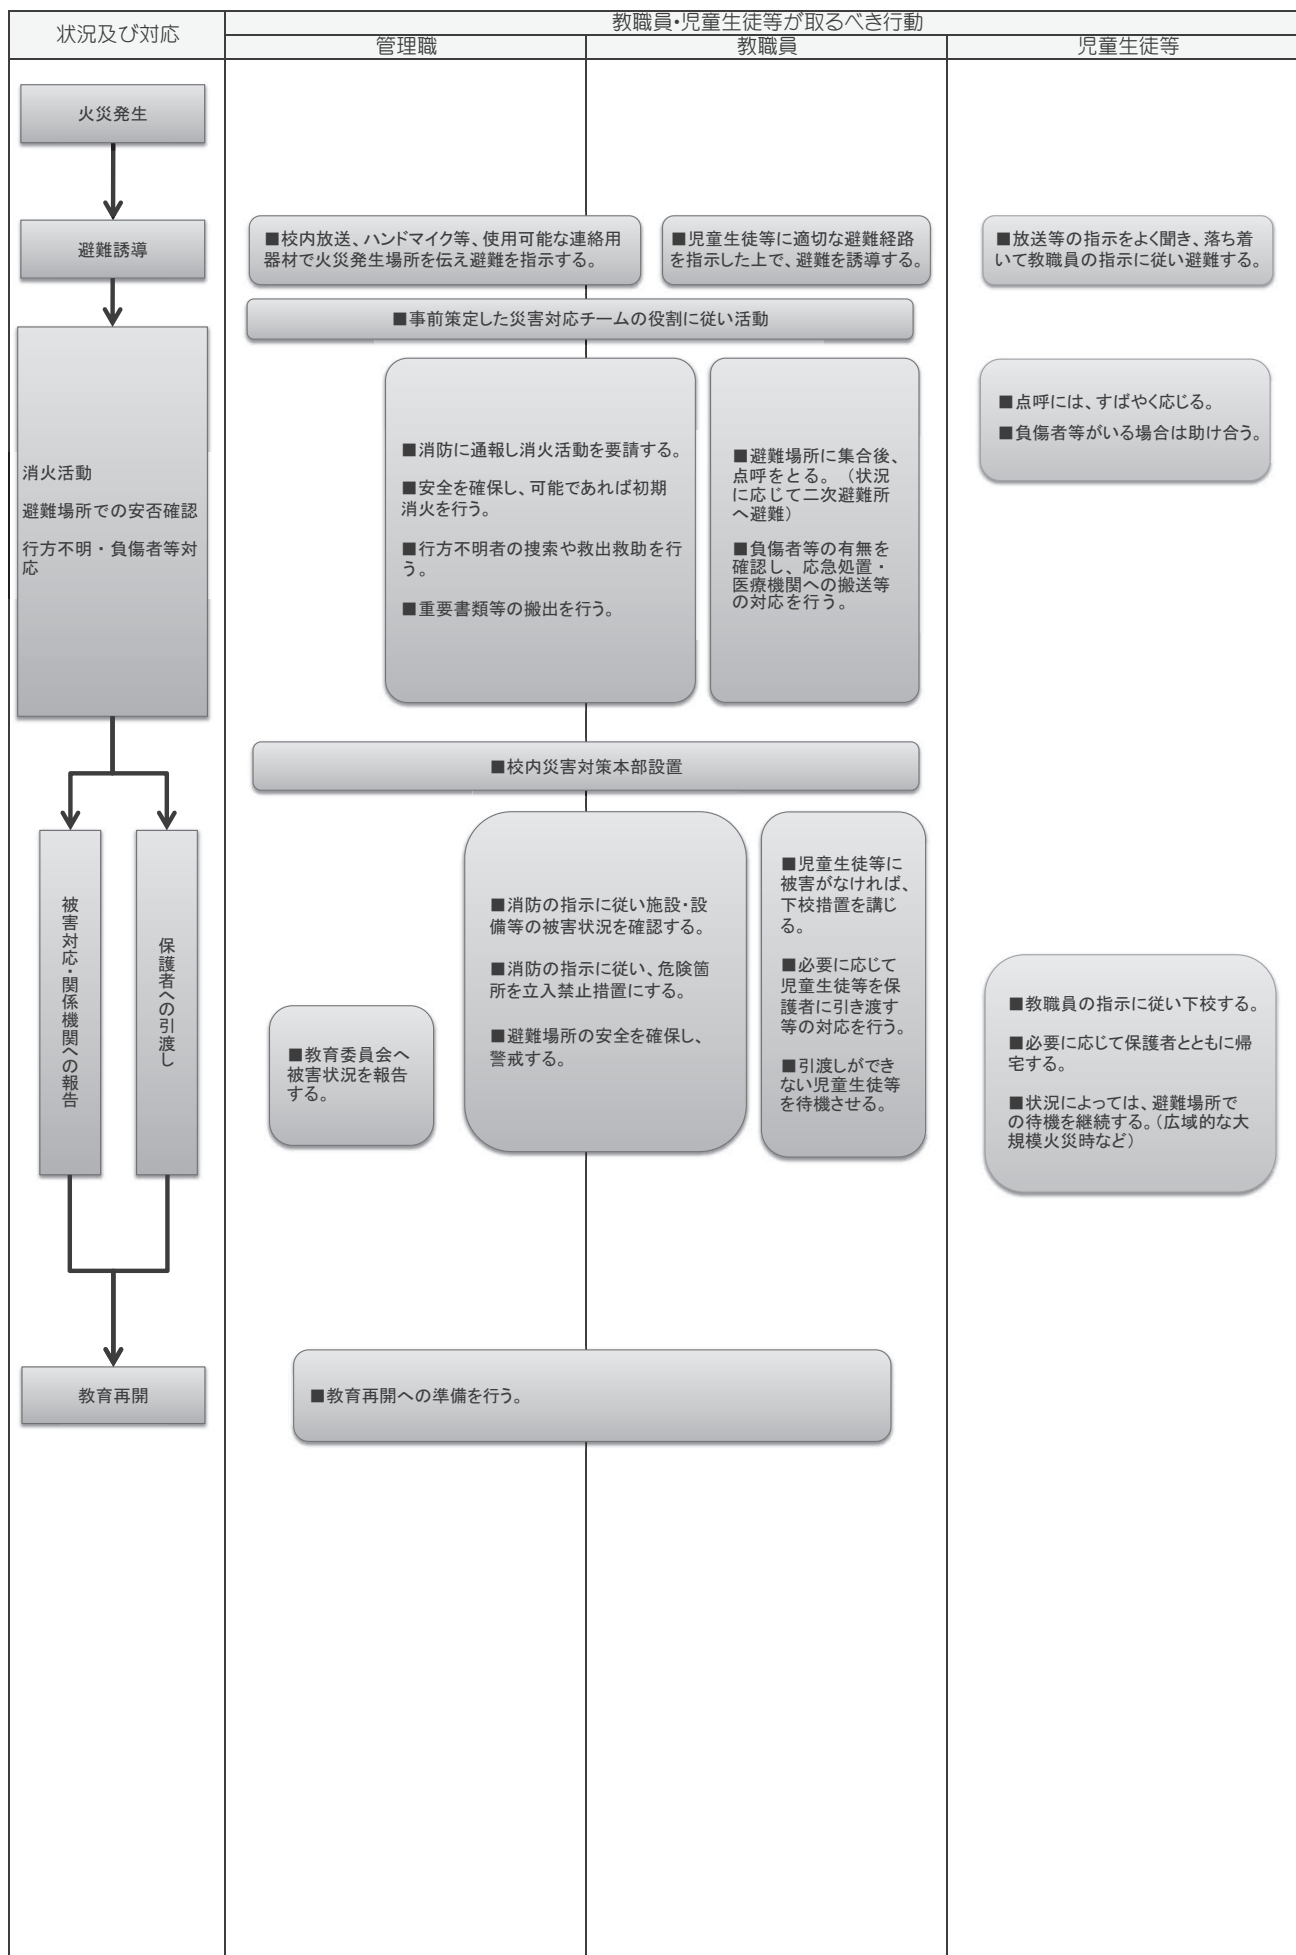 状況及び対応
教職員・児童生徒等が取るべき行動
管理職
教職員
児童生徒等
火災発生
避難誘導
■校内放送、ハンドマイク等、使用可能な連絡用
器材で火災発生場所を伝え避難を指示する。
■児童生徒等に適切な避難経路
を指示した上で、避難を誘導する。
■放送等の指示をよく聞き、落ち着
いて教職員の指示に従い避難する。
■事前策定した災害対応チームの役割に従い活動
消火活動
避難場所での安否確認
行方不明・負傷者等対
応
■消防に通報し消火活動を要請する。
■安全を確保し、可能であれば初期
消火を行う。
■行方不明者の捜索や救出救助を行
う。
■重要書類等の搬出を行う。
■避難場所に集合後、
点呼をとる。（状況
に応じて二次避難所
へ避難）
■負傷者等の有無を
確認し、応急処置・
医療機関への搬送等
の対応を行う。
■点呼には、すばやく応じる。
■負傷者等がいる場合は助け合う。
■校内災害対策本部設置
被害対応・関係機関への報告
保護者への引渡し
■教育委員会へ
被害状況を報告
する。
■消防の指示に従い施設・設
備等の被害状況を確認する。
■消防の指示に従い、危険箇
所を立入禁止措置にする。
■避難場所の安全を確保し、
警戒する。
■児童生徒等に
被害がなければ、
下校措置を講じ
る。
■必要に応じて
児童生徒等を保
護者に引き渡す
等の対応を行う。
■引渡しができ
ない児童生徒等
を待機させる。
■教職員の指示に従い下校する。
■必要に応じて保護者とともに帰
宅する。
■状況によっては、避難場所で
の待機を継続する。（広域的な大
規模火災時など）
教育再開
■教育再開への準備を行う。